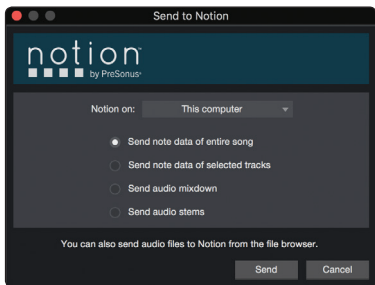 Send to Notion
notion
by PreSonus
Notion on: This computer
Send note data of entire song
Send note data of selected tracks
Send audio mixdown
Send audio stems
You can also send audio files to Notion from the file browser.
Send Cancel